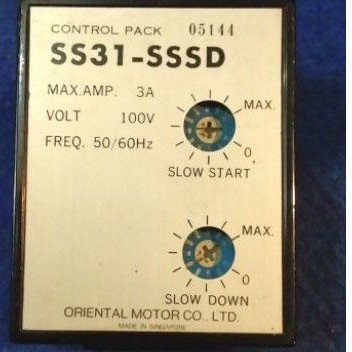 CONTROL PACK 05144
SS31-SSSD
MAX. AMP. 3A
VOLT 100V
FREQ. 50/60Hz
MAX.
0
SLOW START
MAX.
0
SLOW DOWN
ORIENTAL MOTOR CO., LTD.
MADE IN SINGAPORE